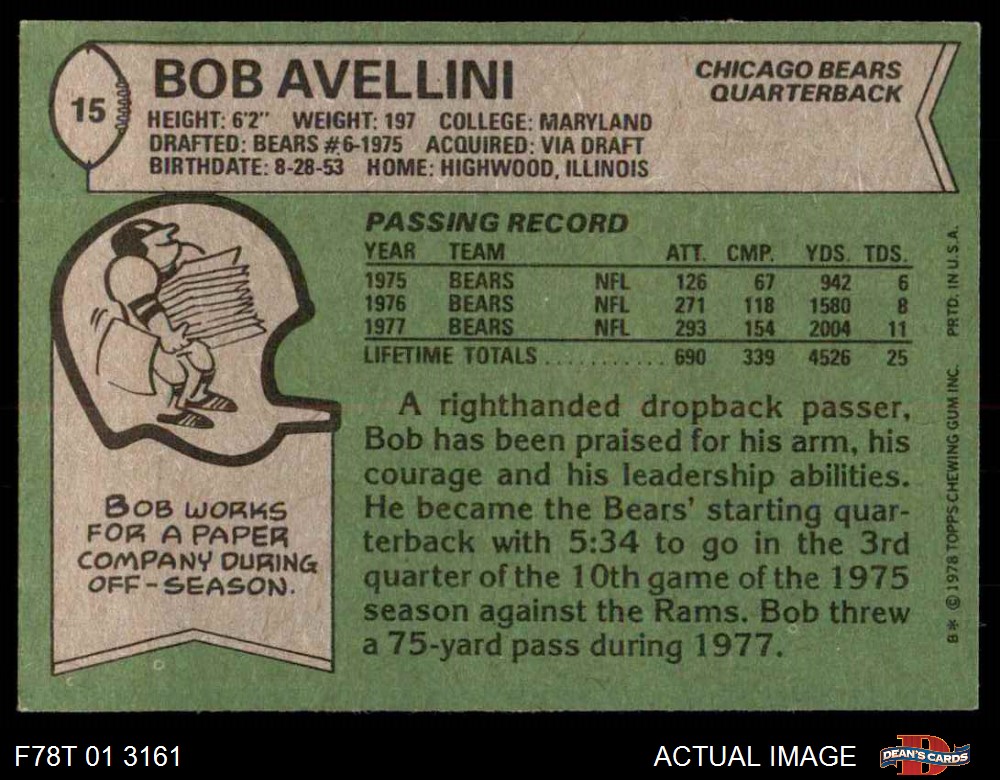 15
BOB AVELLINI
CHICAGO BEARS
QUARTERBACK
HEIGHT: 6'2" WEIGHT: 197 COLLEGE: MARYLAND
DRAFTED: BEARS #6-1975 ACQUIRED: VIA DRAFT
BIRTHDATE: 8-28-53 HOME: HIGHWOOD, ILLINOIS
PASSING RECORD
YEAR TEAM ATT. CMP. YDS. TDS.
1975 BEARS NFL 126 67 942 6
1976 BEARS NFL 271 118 1580 8
1977 BEARS NFL 293 154 2004 11
LIFETIME TOTALS . . . . . . . . . . . 690 339 4526 25
A righthanded dropback passer,
Bob has been praised for his arm, his
courage and his leadership abilities.
He became the Bears' starting quar-
terback with 5:34 to go in the 3rd
quarter of the 10th game of the 1975
season against the Rams. Bob threw
a 75-yard pass during 1977.
BOB WORKS
FOR A PAPER
COMPANY DURING
OFF-SEASON.
B* © 1978 TOPPS CHEWING GUM INC. PRTD. IN U.S.A.
F78T 01 3161
ACTUAL IMAGE
DEAN'S CARDS